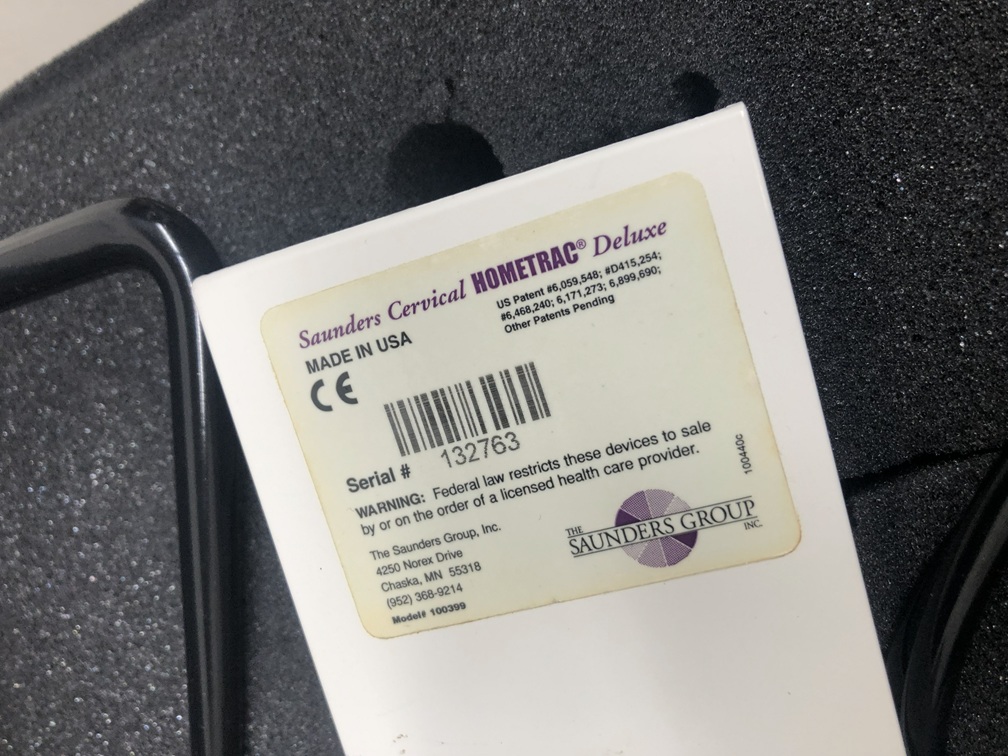 Saunders Cervical HOMETRAC® Deluxe
MADE IN USA
US Patent #6,059,548; #D415,254;
#6,468,240; 6,171,273; 6,899,690;
Other Patents Pending
CE
Serial # 132763
WARNING: Federal law restricts these devices to sale
by or on the order of a licensed health care provider.
100440c
The Saunders Group, Inc.
4250 Norex Drive
Chaska, MN 55318
(952) 368-9214
Model# 100399
THE
SAUNDERS GROUP
INC.